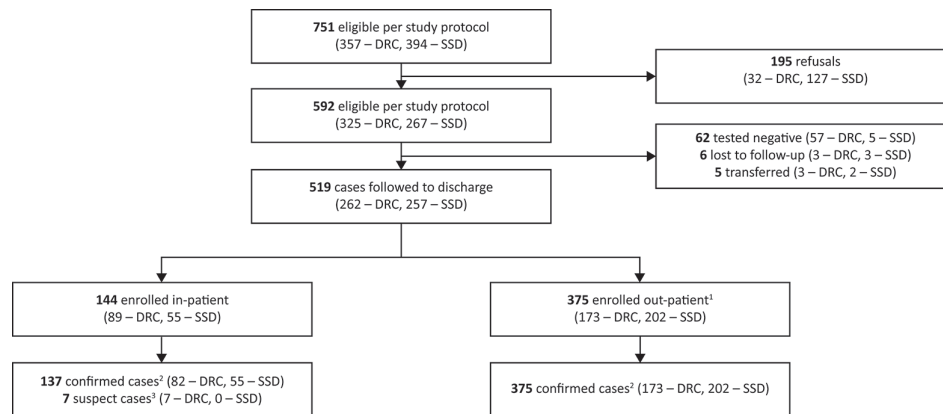 751 eligible per study protocol
(357 – DRC, 394 – SSD)
195 refusals
(32 – DRC, 127 – SSD)
592 eligible per study protocol
(325 – DRC, 267 – SSD)
62 tested negative (57 – DRC, 5 – SSD)
6 lost to follow-up (3 – DRC, 3 – SSD)
5 transferred (3 – DRC, 2 – SSD)
519 cases followed to discharge
(262 – DRC, 257 – SSD)
144 enrolled in-patient
(89 – DRC, 55 – SSD)
375 enrolled out-patient¹
(173 – DRC, 202 – SSD)
137 confirmed cases² (82 – DRC, 55 – SSD)
7 suspect cases³ (7 – DRC, 0 – SSD)
375 confirmed cases² (173 – DRC, 202 – SSD)